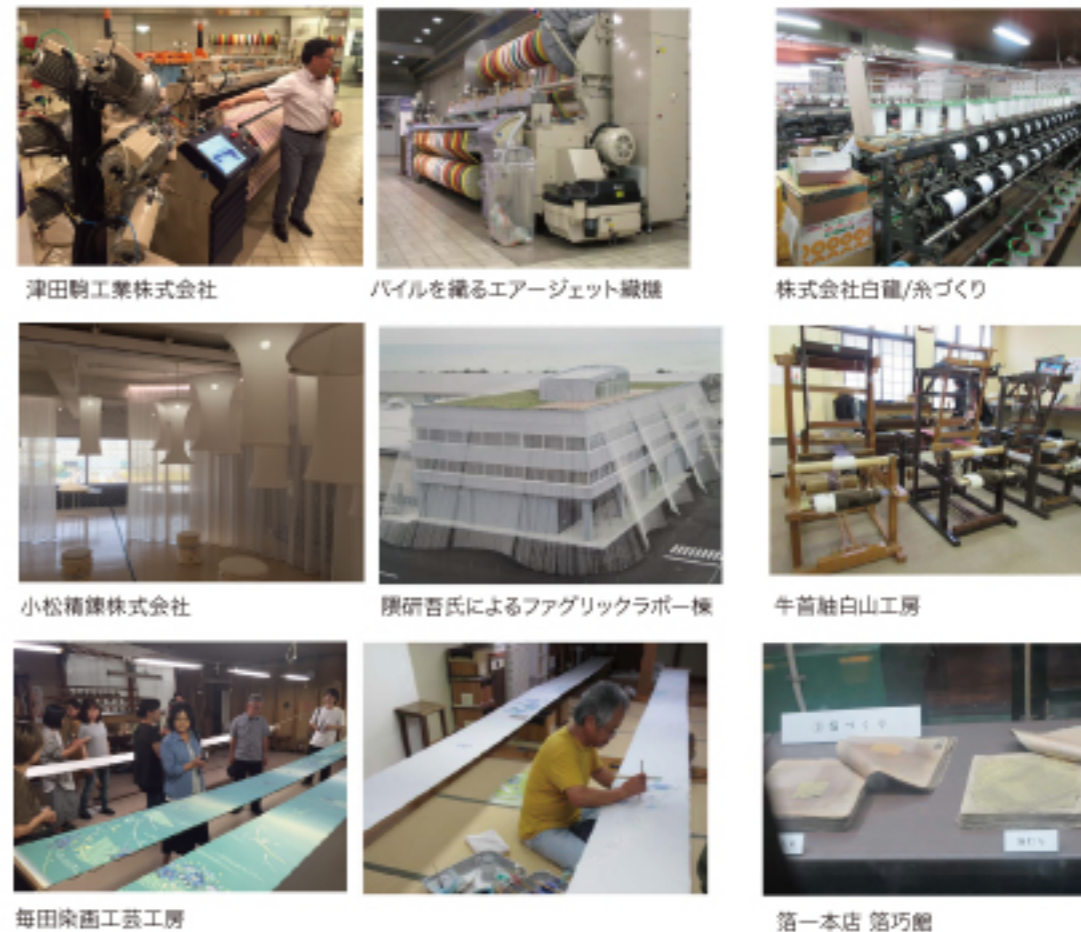 津田駒工業株式会社
パイルを織るエアージェット織機
株式会社白龍/糸づくり
小松精練株式会社
隈研吾氏によるファグリックラボー棟
牛首紬白山工房
毎田染画工芸工房
箔一本店 箔巧館